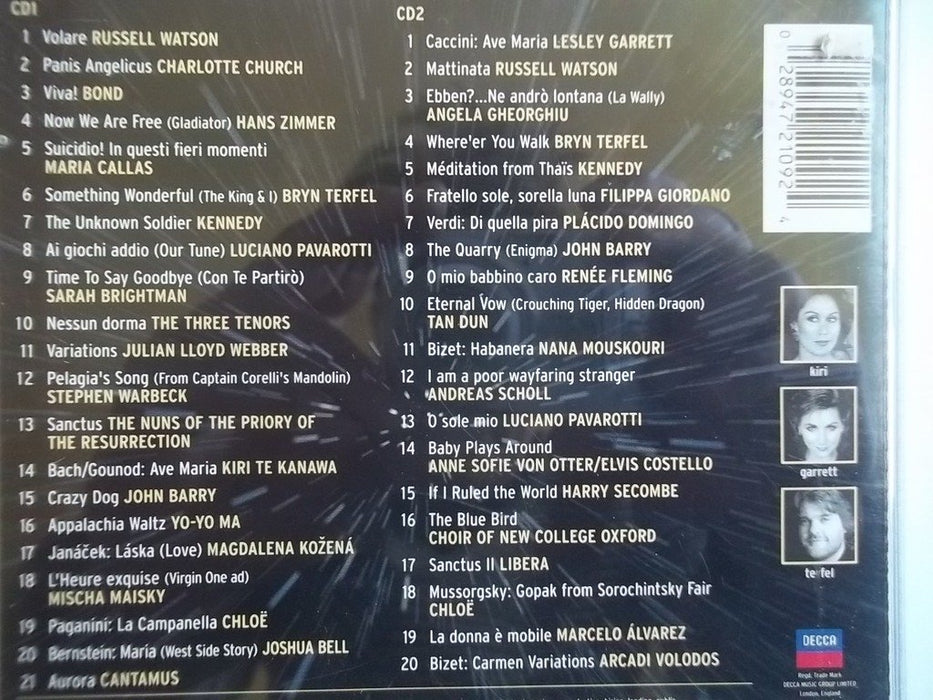 CD1
1 Volare RUSSELL WATSON
2 Panis Angelicus CHARLOTTE CHURCH
3 Viva! BOND
4 Now We Are Free (Gladiator) HANS ZIMMER
5 Suicidio! In questi fieri momenti
MARIA CALLAS
6 Something Wonderful (The King & I) BRYN TERFEL
7 The Unknown Soldier KENNEDY
8 Ai giochi addio (Our Tune) LUCIANO PAVAROTTI
9 Time To Say Goodbye (Con Te Partirò)
SARAH BRIGHTMAN
10 Nessun dorma THE THREE TENORS
11 Variations JULIAN LLOYD WEBBER
12 Pelagia's Song (From Captain Corelli's Mandolin)
STEPHEN WARBECK
13 Sanctus THE NUNS OF THE PRIORY OF
THE RESURRECTION
14 Bach/Gounod: Ave Maria KIRI TE KANAWA
15 Crazy Dog JOHN BARRY
16 Appalachia Waltz YO-YO MA
17 Janáček: Láska (Love) MAGDALENA KOŽENÁ
18 L'Heure exquise (Virgin One ad)
MISCHA MAISKY
19 Paganini: La Campanella CHLOË
20 Bernstein: Maria (West Side Story) JOSHUA BELL
21 Aurora CANTAMUS
CD2
1 Caccini: Ave Maria LESLEY GARRETT
2 Mattinata RUSSELL WATSON
3 Ebben?...Ne andrò lontana (La Wally)
ANGELA GHEORGHIU
4 Where'er You Walk BRYN TERFEL
5 Méditation from Thaïs KENNEDY
6 Fratello sole, sorella luna FILIPPA GIORDANO
7 Verdi: Di quella pira PLÁCIDO DOMINGO
8 The Quarry (Enigma) JOHN BARRY
9 O mio babbino caro RENÉE FLEMING
10 Eternal Vow (Crouching Tiger, Hidden Dragon)
TAN DUN
11 Bizet: Habanera NANA MOUSKOURI
12 I am a poor wayfaring stranger
ANDREAS SCHOLL
13 O sole mio LUCIANO PAVAROTTI
14 Baby Plays Around
ANNE SOFIE VON OTTER/ELVIS COSTELLO
15 If I Ruled the World HARRY SECOMBE
16 The Blue Bird
CHOIR OF NEW COLLEGE OXFORD
17 Sanctus II LIBERA
18 Mussorgsky: Gopak from Sorochintsky Fair
CHLOË
19 La donna è mobile MARCELO ÁLVAREZ
20 Bizet: Carmen Variations ARCADI VOLODOS
0 28947 21092 4
kiri
garrett
terfel
DECCA
Regd. Trade Mark
DECCA MUSIC GROUP LIMITED
London, England